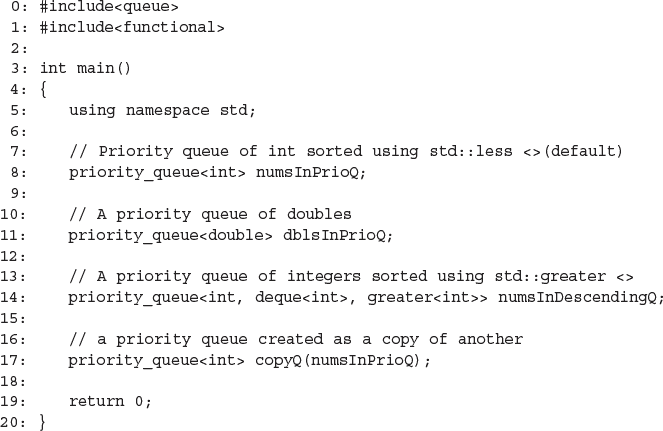 0: #include<queue>
1: #include<functional>
2:
3: int main()
4: {
5:    using namespace std;
6:
7:    // Priority queue of int sorted using std::less <>(default)
8:    priority_queue<int> numsInPrioQ;
9:
10:    // A priority queue of doubles
11:    priority_queue<double> dblsInPrioQ;
12:
13:    // A priority queue of integers sorted using std::greater <>
14:    priority_queue<int, deque<int>, greater<int>> numsInDescendingQ;
15:
16:    // a priority queue created as a copy of another
17:    priority_queue<int> copyQ(numsInPrioQ);
18:
19:    return 0;
20: }